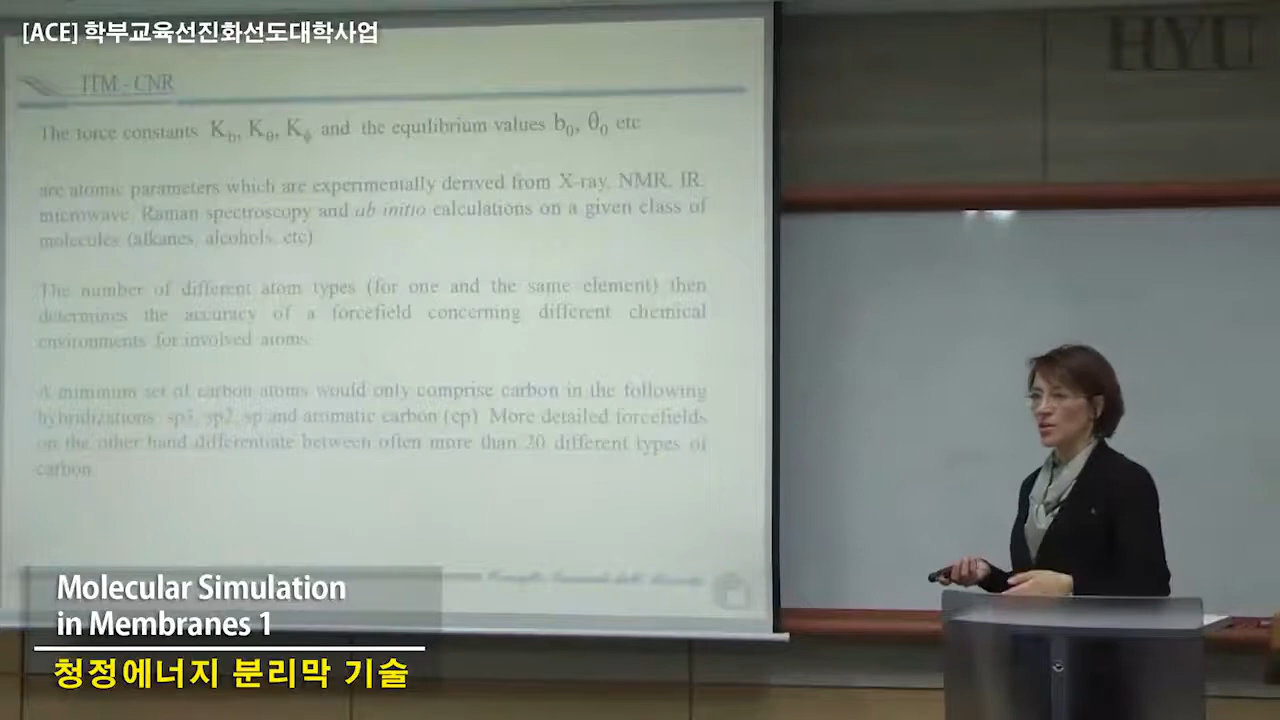 [ACE] 학부교육선진화선도대학사업
HYU
ITM - CNR
The force constants K_b, K_θ, K_ϕ and the equilibrium values b_0, θ_0 etc
are atomic parameters which are experimentally derived from X-ray, NMR, IR,
microwave, Raman spectroscopy and ab initio calculations on a given class of
molecules (alkanes, alcohols, etc)
The number of different atom types (for one and the same element) then
determines the accuracy of a forcefield concerning different chemical
environments for involved atoms.
A minimum set of carbon atoms would only comprise carbon in the following
hybridizations: sp3, sp2, sp and aromatic carbon (cp). More detailed forcefields
on the other hand differentiate between often more than 20 different types of
carbon
Molecular Simulation
in Membranes 1
청정에너지 분리막 기술